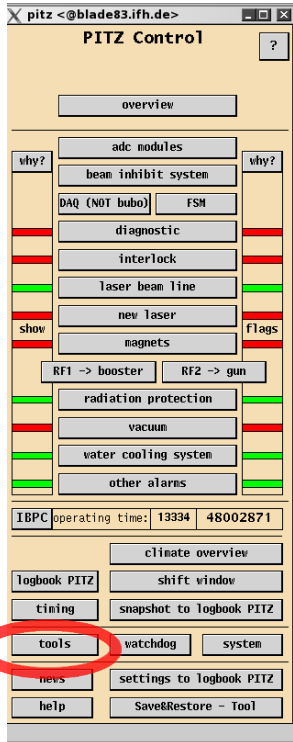 pitz <@blade83.ifh.de>
PITZ Control
?
overview
adc modules
why?
why?
beam inhibit system
DAQ (NOT bubo) FSM
diagnostic
interlock
laser beam line
new laser
show
flags
magnets
RF1 -> booster RF2 -> gun
radiation protection
vacuum
water cooling system
other alarms
IBPC operating time: 13334 48002871
climate overview
logbook PITZ shift window
timing snapshot to logbook PITZ
tools watchdog system
news settings to logbook PITZ
help Save&Restore - Tool